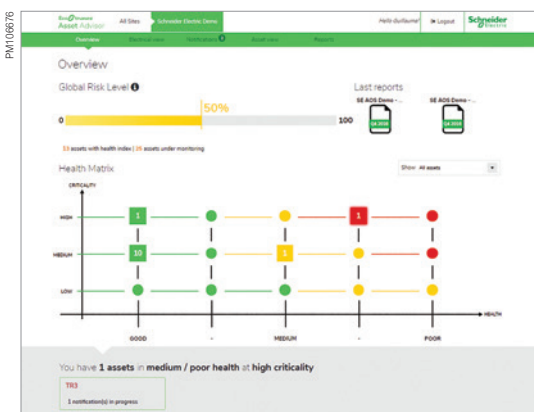 PM106676
EcoStruxure
Asset Advisor
All Sites
Schneider Electric Demo
Hello Guillaume!
Logout
Schneider
Electric
Overview
Electrical view
Notifications
Asset view
Reports
Overview
Global Risk Level
0
50%
100
Last reports
SE AOS Demo - ..
SE AOS Demo - ..
Q4 2018
assets with health index | 26 assets under monitoring
Health Matrix
Show: All assets
CRITICALITY
HIGH
1
1
MEDIUM
10
1
LOW
HEALTH
GOOD
-
MEDIUM
-
POOR
You have 1 assets in medium / poor health at high criticality
TR3
1 notification(s) in progress